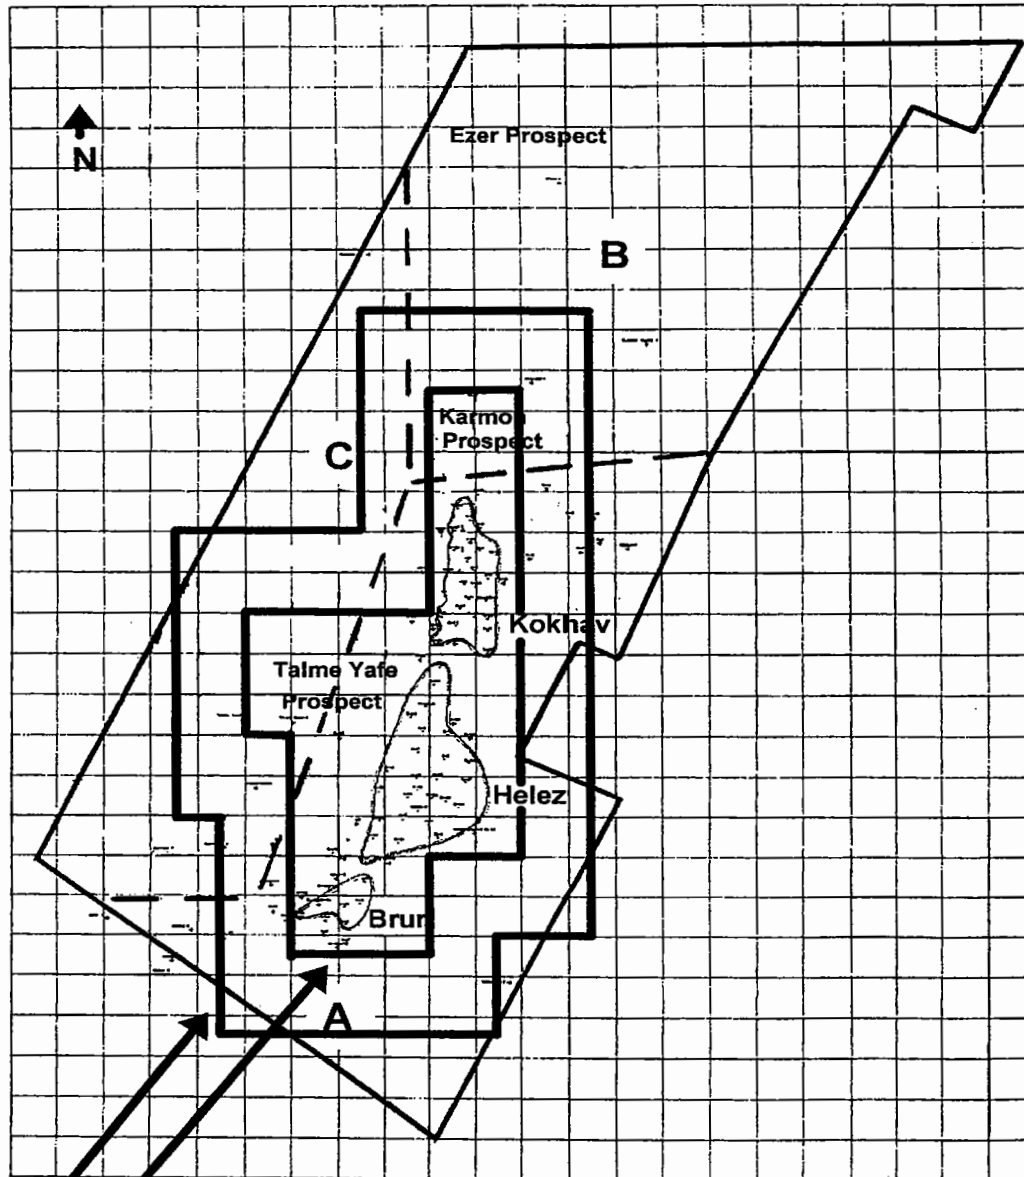 Ezer Prospect
N
B
Karmon
Prospect
C
Kokhav
Talme Yafe
Prospect
Helez
Brur
A